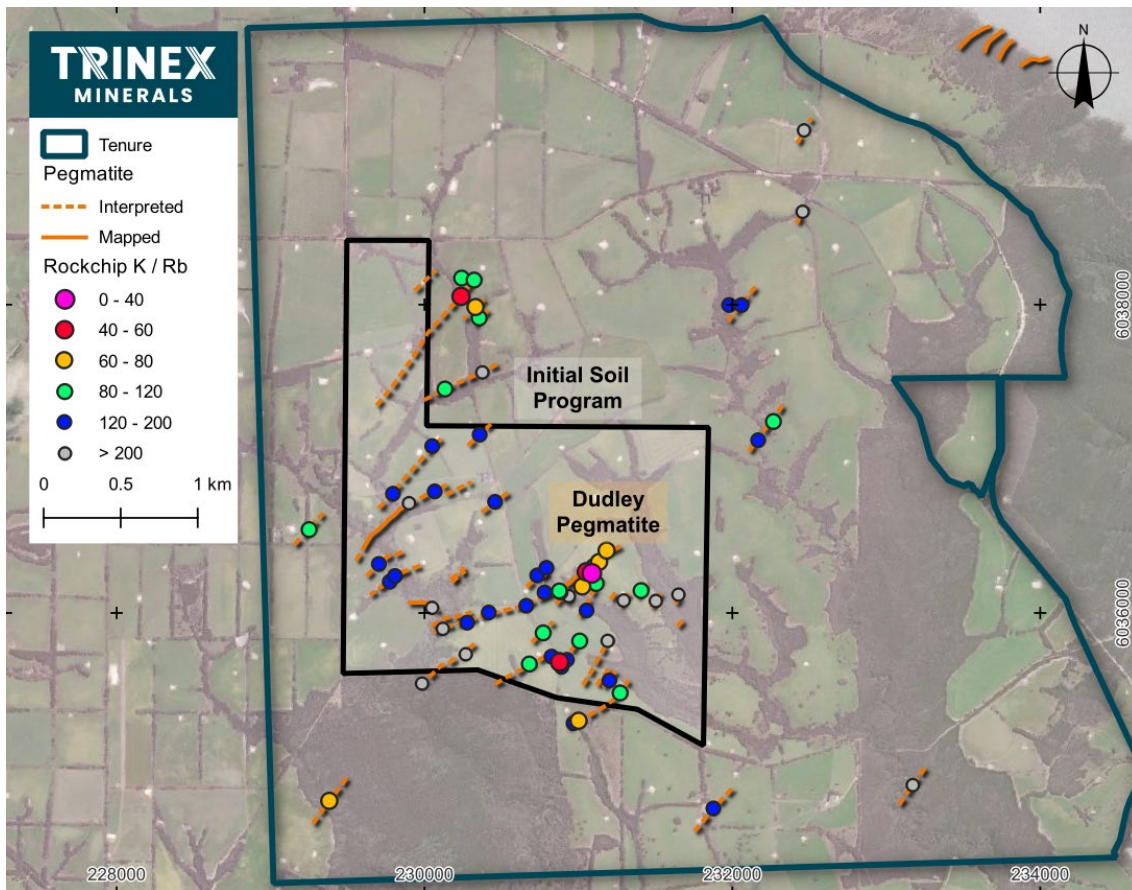 TRINEX
MINERALS
Tenure
Pegmatite
Interpreted
Mapped
Rockchip K / Rb
0 - 40
40 - 60
60 - 80
80 - 120
120 - 200
> 200
0 0.5 1 km
N
Initial Soil
Program
Dudley
Pegmatite
6038000
6036000
228000 230000 232000 234000